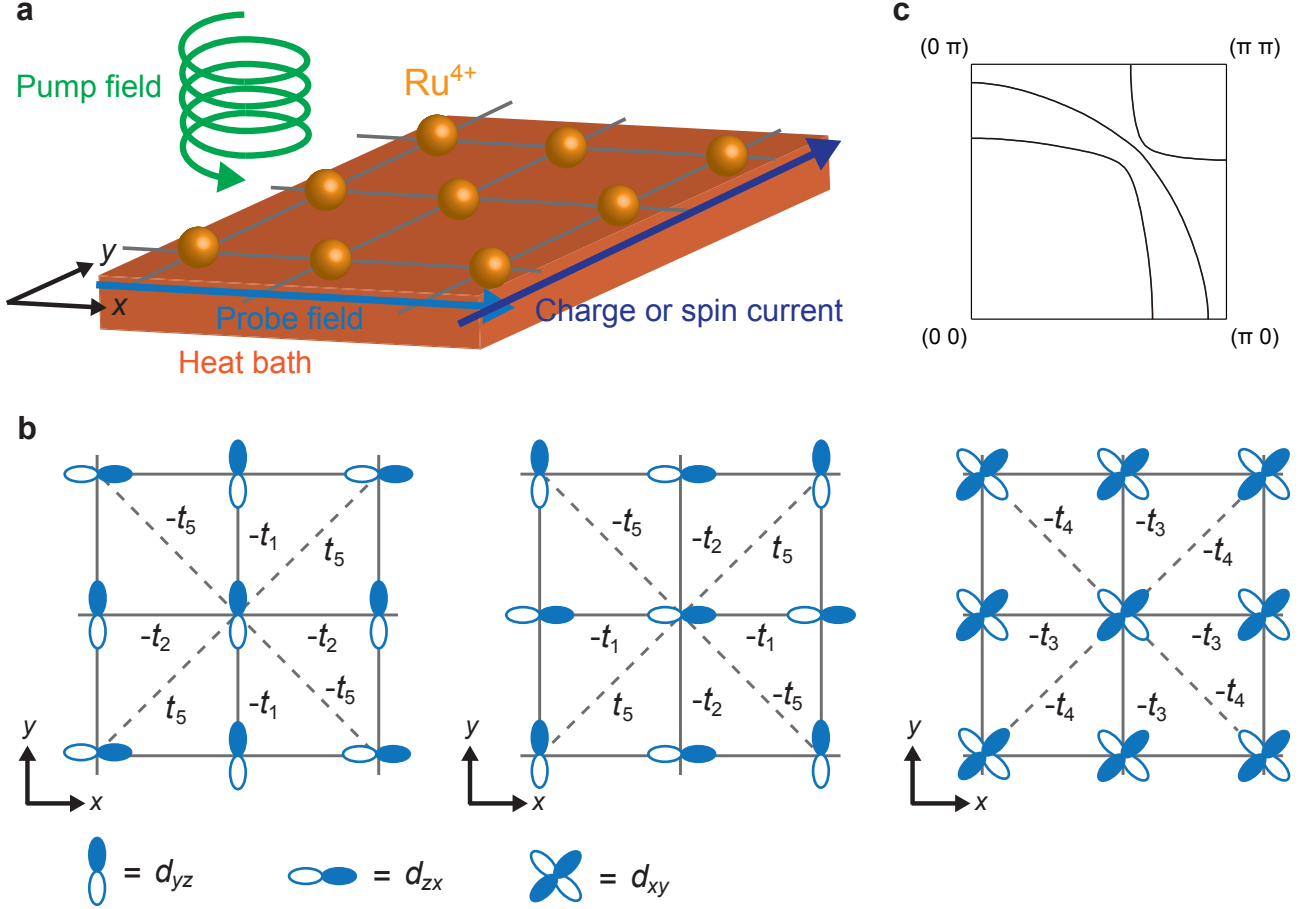 a
Pump field
Ru4+
y
x
Probe field
Charge or spin current
Heat bath
c
(0 π)
(π π)
(0 0)
(π 0)
b
-t5
-t1
t5
-t2
-t2
t5
-t1
-t5
y
x
-t5
-t2
t5
-t1
-t1
t5
-t2
-t5
y
x
-t4
-t3
-t4
-t3
-t3
-t4
-t3
-t4
y
x
= dyz
= dzx
= dxy